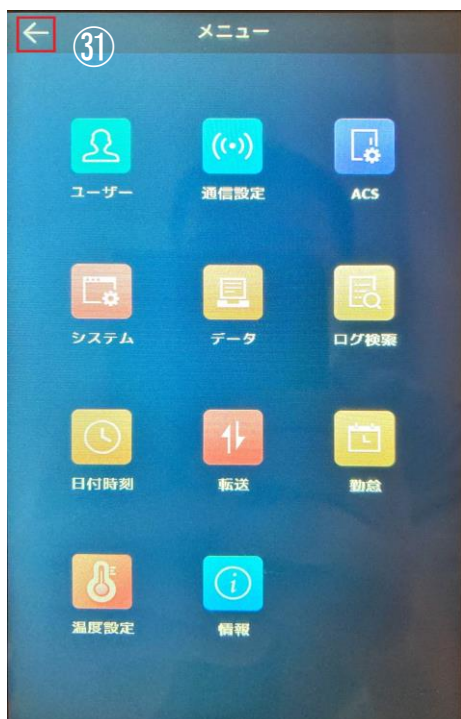 メニュー
㉛
ユーザー
通信設定
ACS
システム
データ
ログ検索
日付時刻
転送
勤怠
温度設定
情報